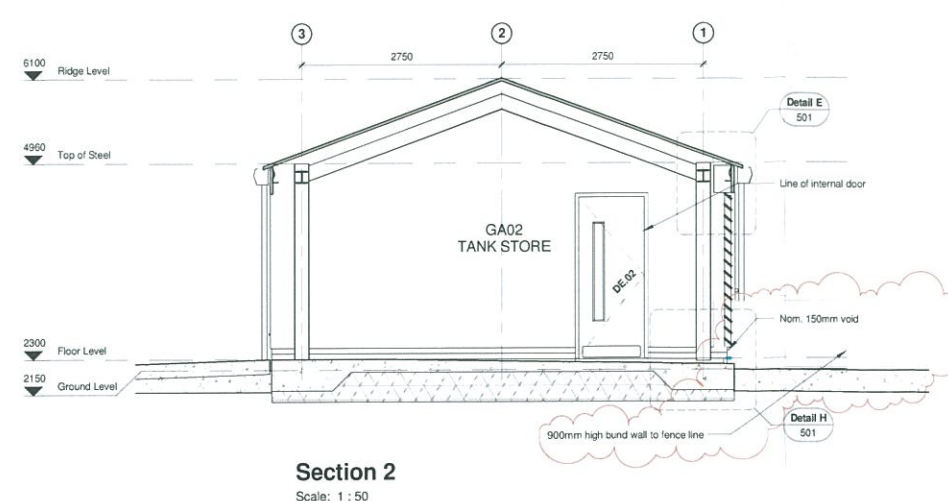 3
2
1
2750
2750
6100 Ridge Level
Detail E
501
4960 Top of Steel
Line of internal door
GA02
TANK STORE
DE.02
Nom. 150mm void
2300 Floor Level
2150 Ground Level
Detail H
501
900mm high bund wall to fence line
Section 2
Scale: 1 : 50